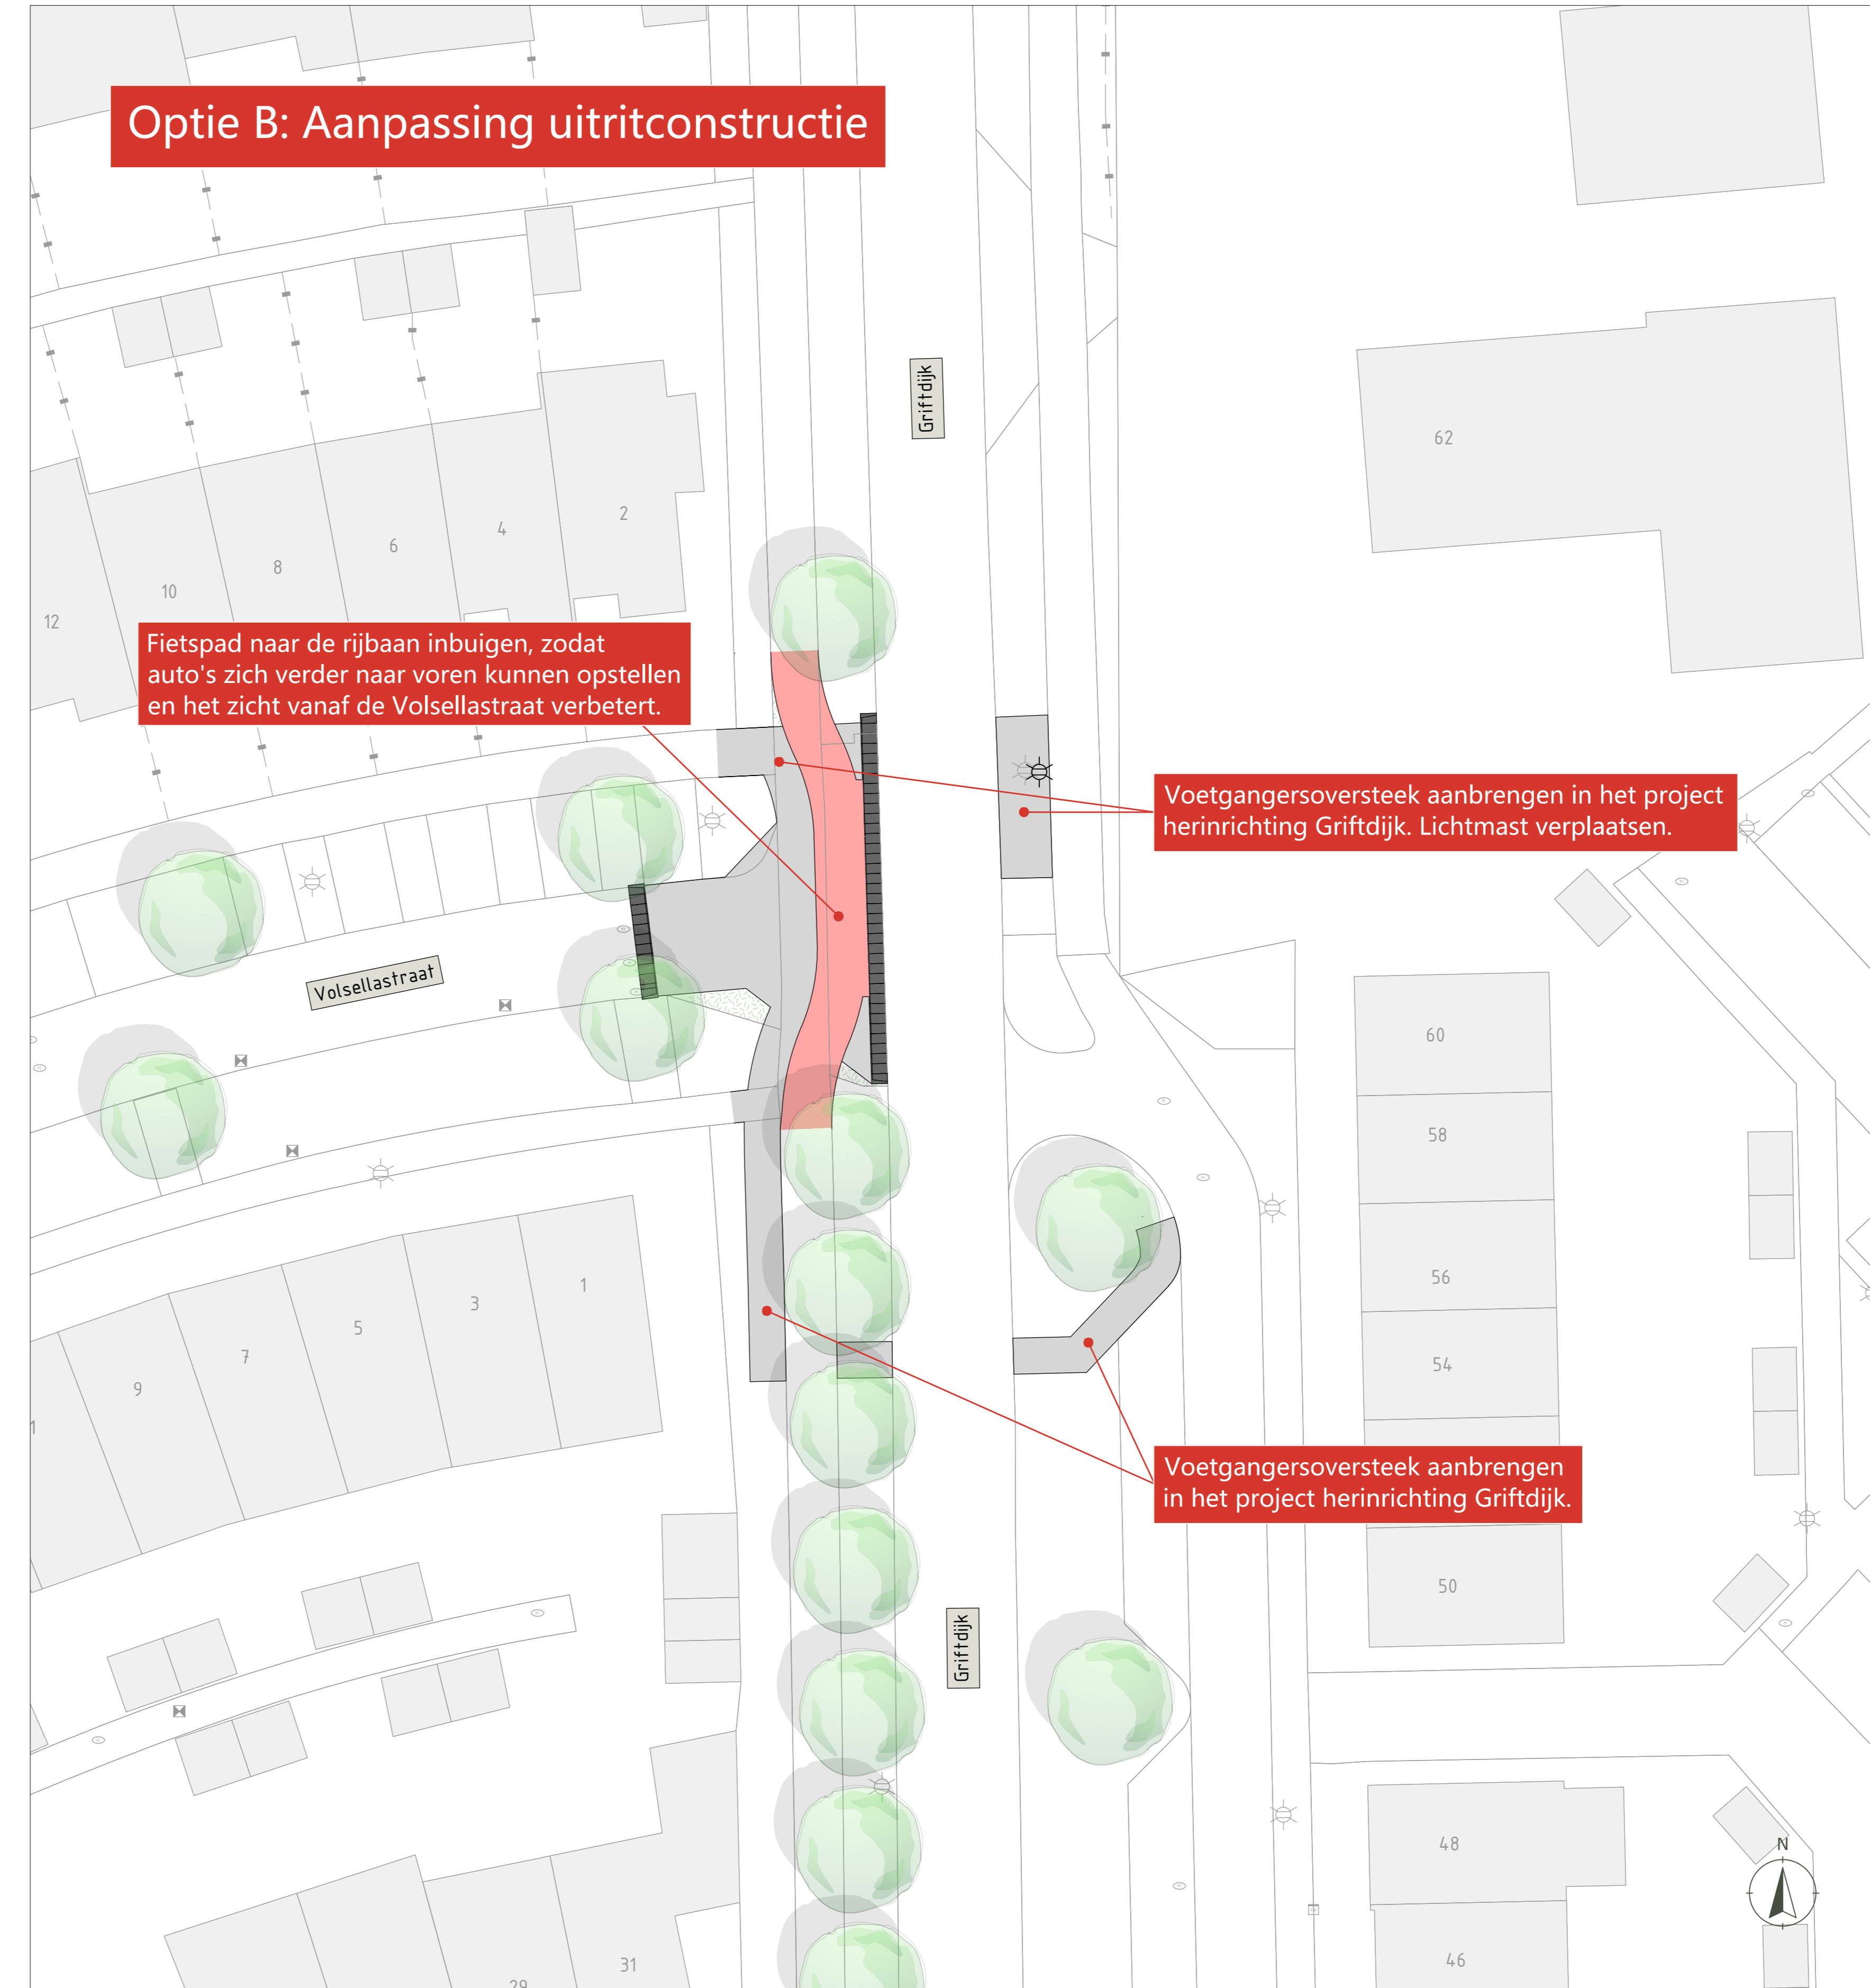 Optie B: Aanpassing uitritconstructie
Griftdijk
62
2
4
6
8
10
12
Fietspad naar de rijbaan inbuigen, zodat
auto's zich verder naar voren kunnen opstellen
en het zicht vanaf de Volsellastraat verbetert.
Voetgangersoversteek aanbrengen in het project
herinrichting Griftdijk. Lichtmast verplaatsen.
Volsellastraat
60
58
56
54
1
3
5
7
9
1
Voetgangersoversteek aanbrengen
in het project herinrichting Griftdijk.
50
Griftdijk
48
N
46
31
29